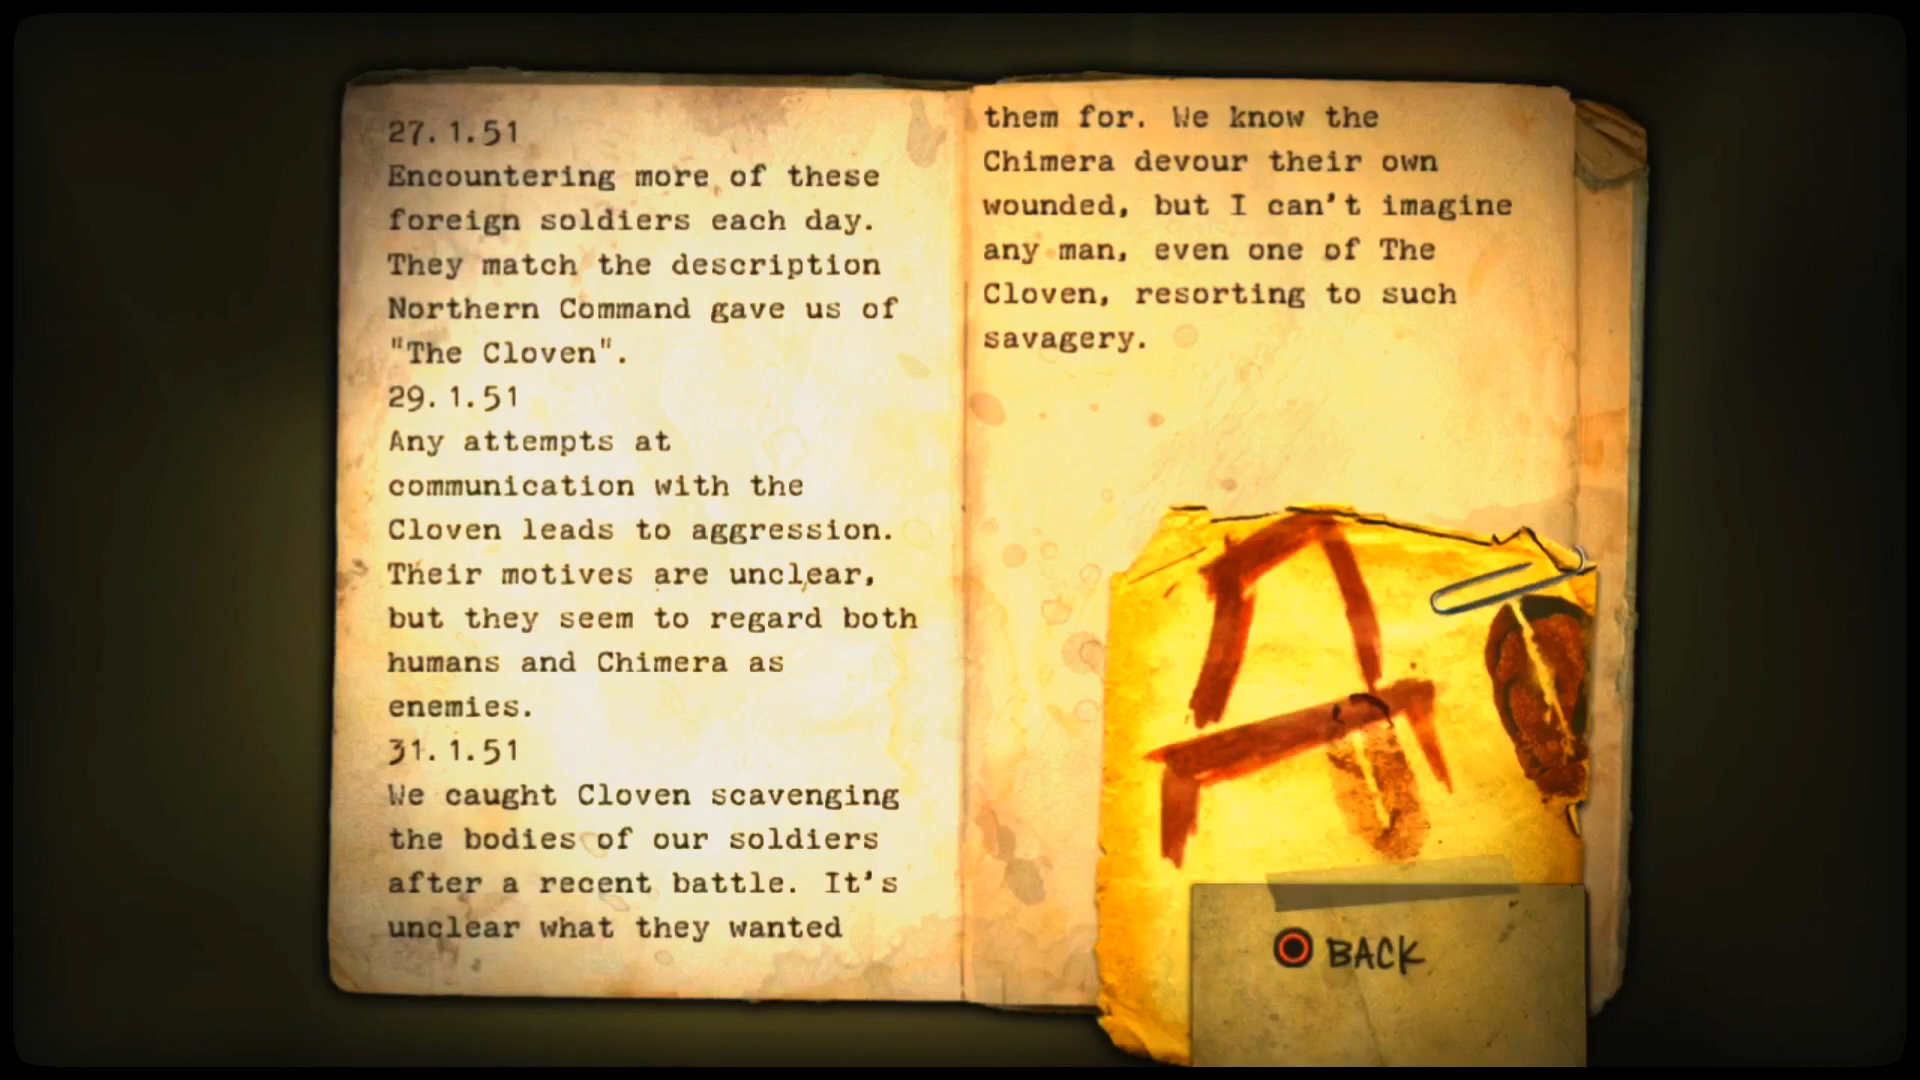 27.1.51
Encountering more of these
foreign soldiers each day.
They match the description
Northern Command gave us of
"The Cloven".
29.1.51
Any attempts at
communication with the
Cloven leads to aggression.
Their motives are unclear,
but they seem to regard both
humans and Chimera as
enemies.
31.1.51
We caught Cloven scavenging
the bodies of our soldiers
after a recent battle. It's
unclear what they wanted
them for. We know the
Chimera devour their own
wounded, but I can't imagine
any man, even one of The
Cloven, resorting to such
savagery.
BACK